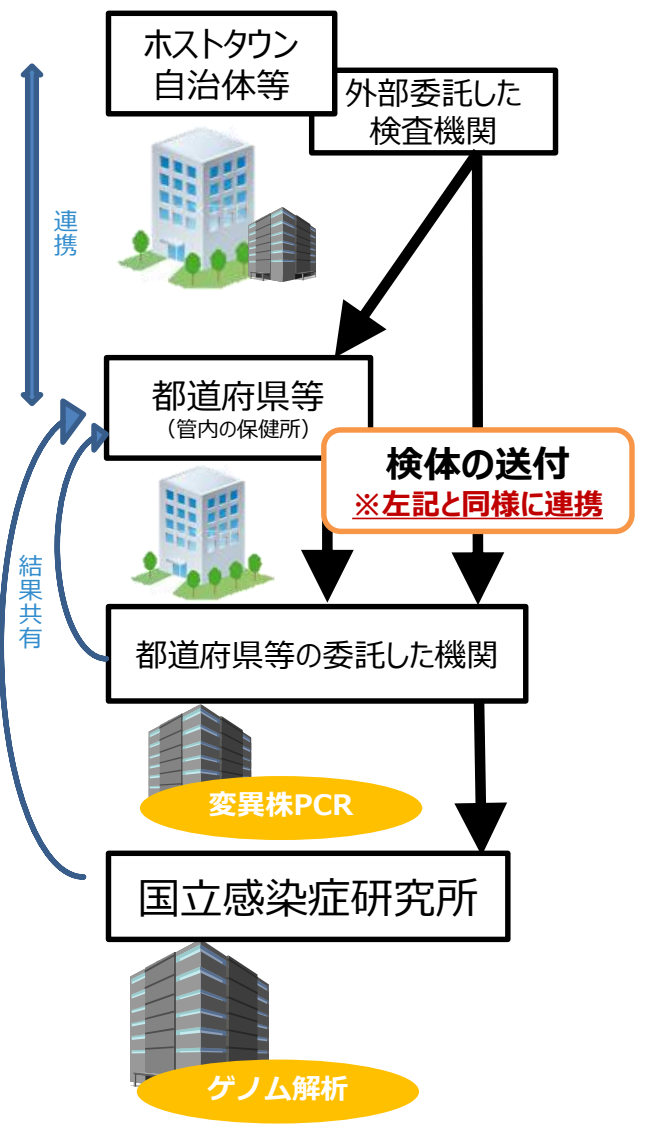 ホストタウン
自治体等
外部委託した
検査機関
連携
都道府県等
（管内の保健所）
検体の送付
※左記と同様に連携
結果共有
都道府県等の委託した機関
変異株PCR
国立感染症研究所
ゲノム解析